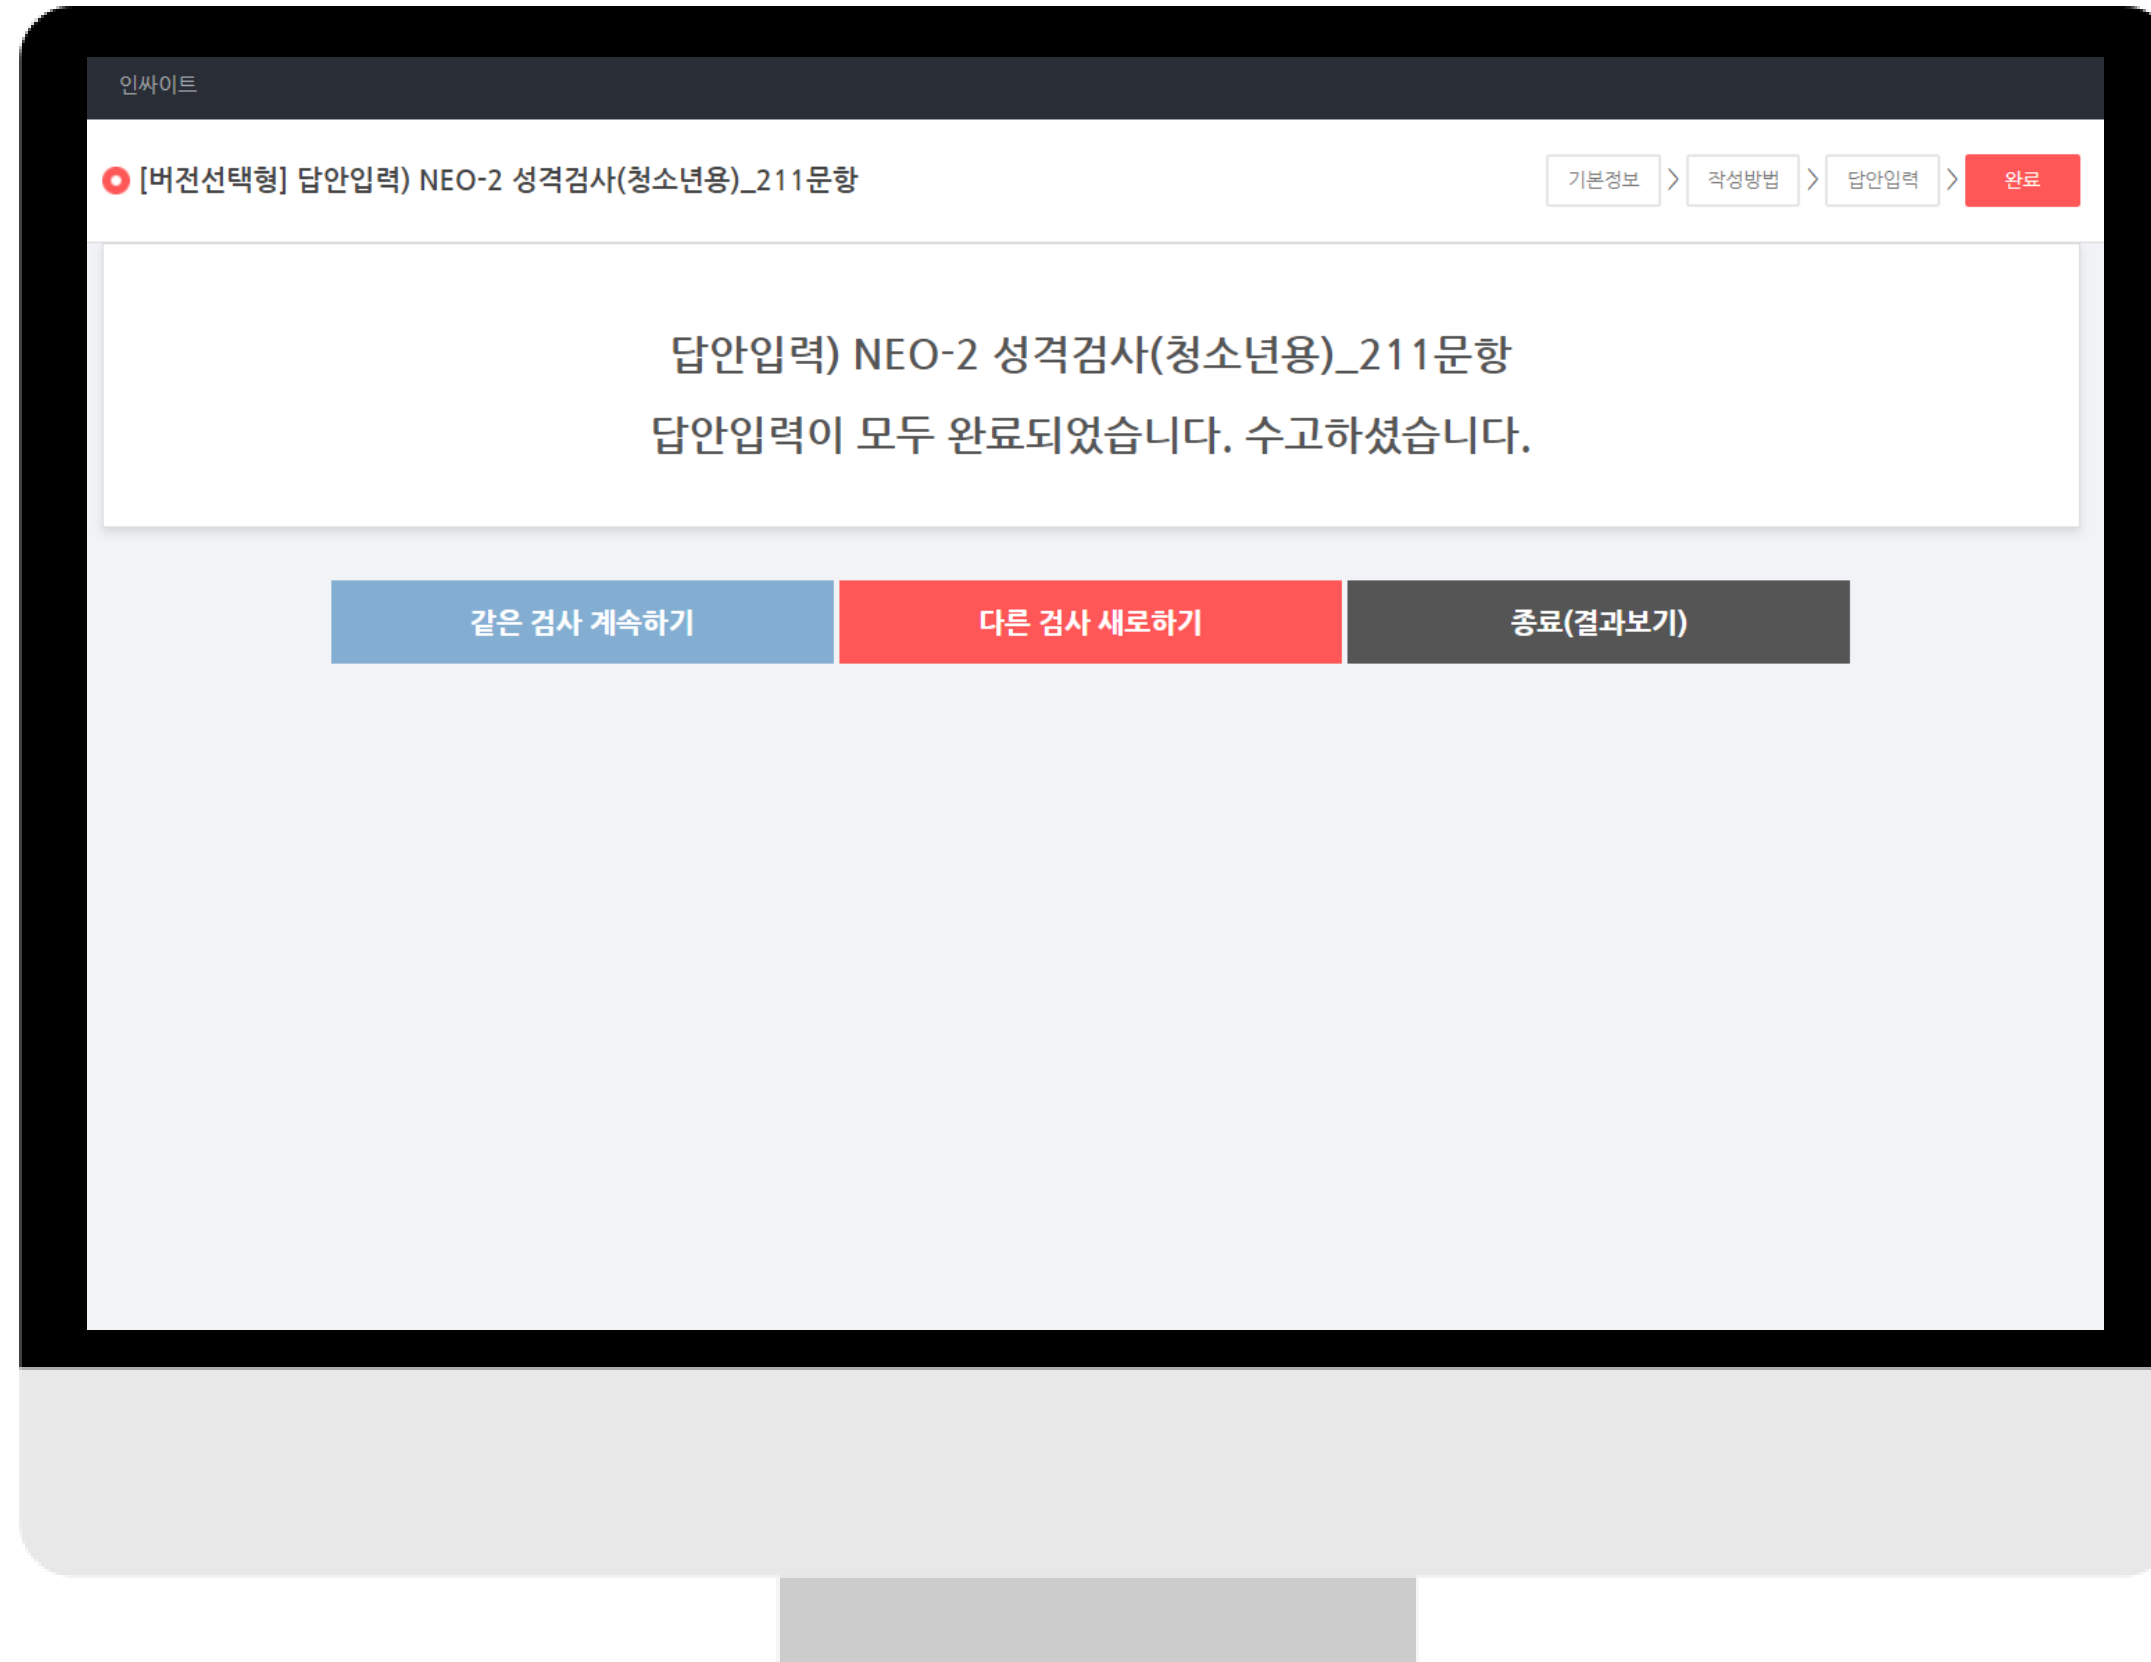 인싸이트
[버전선택형] 답안입력) NEO-2 성격검사(청소년용)_211문항
기본정보 > 작성방법 > 답안입력 > 완료
답안입력) NEO-2 성격검사(청소년용)_211문항
답안입력이 모두 완료되었습니다. 수고하셨습니다.
같은 검사 계속하기
다른 검사 새로하기
종료(결과보기)